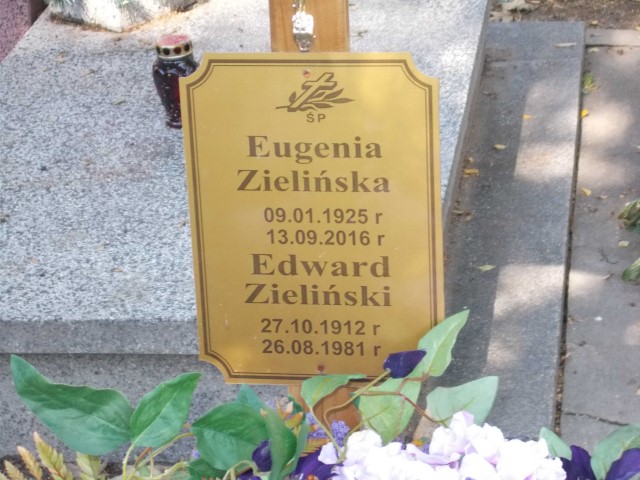 ŚP
Eugenia
Zielińska
09.01.1925 r
13.09.2016 r
Edward
Zieliński
27.10.1912 r
26.08.1981 r